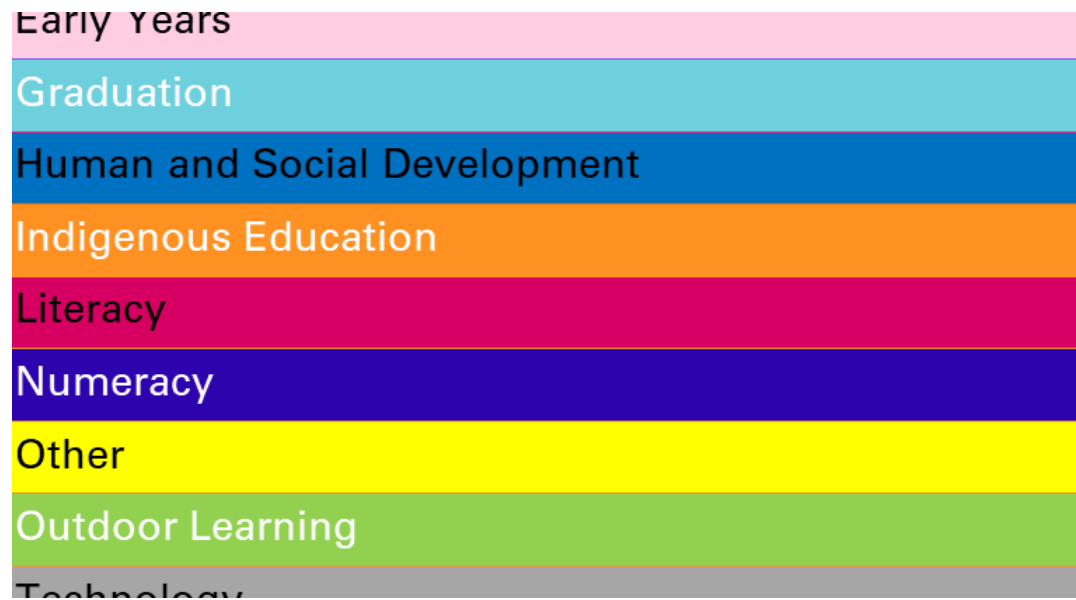 Early Years
Graduation
Human and Social Development
Indigenous Education
Literacy
Numeracy
Other
Outdoor Learning
Technology